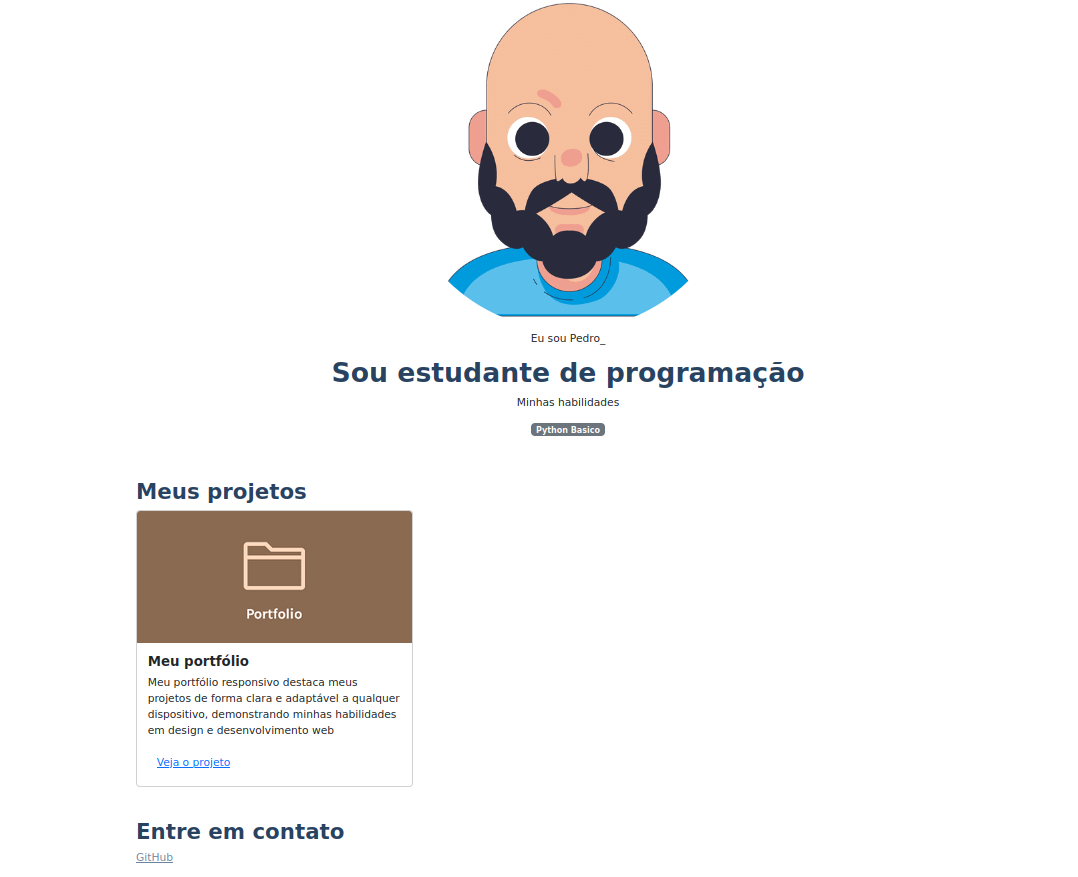 Eu sou Pedro_
Sou estudante de programação
Minhas habilidades
Python Basico
Meus projetos
Portfolio
Meu portfólio
Meu portfólio responsivo destaca meus
projetos de forma clara e adaptável a qualquer
dispositivo, demonstrando minhas habilidades
em design e desenvolvimento web
Veja o projeto
Entre em contato
GitHub